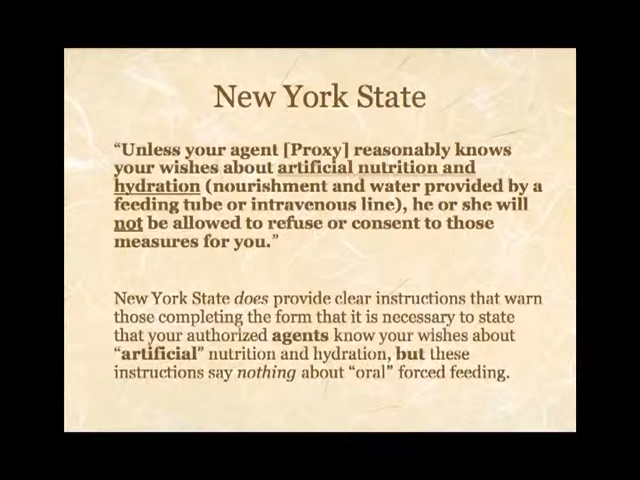 New York State
“Unless your agent [Proxy] reasonably knows
your wishes about artificial nutrition and
hydration (nourishment and water provided by a
feeding tube or intravenous line), he or she will
not be allowed to refuse or consent to those
measures for you.”
New York State does provide clear instructions that warn
those completing the form that it is necessary to state
that your authorized agents know your wishes about
“artificial” nutrition and hydration, but these
instructions say nothing about “oral” forced feeding.